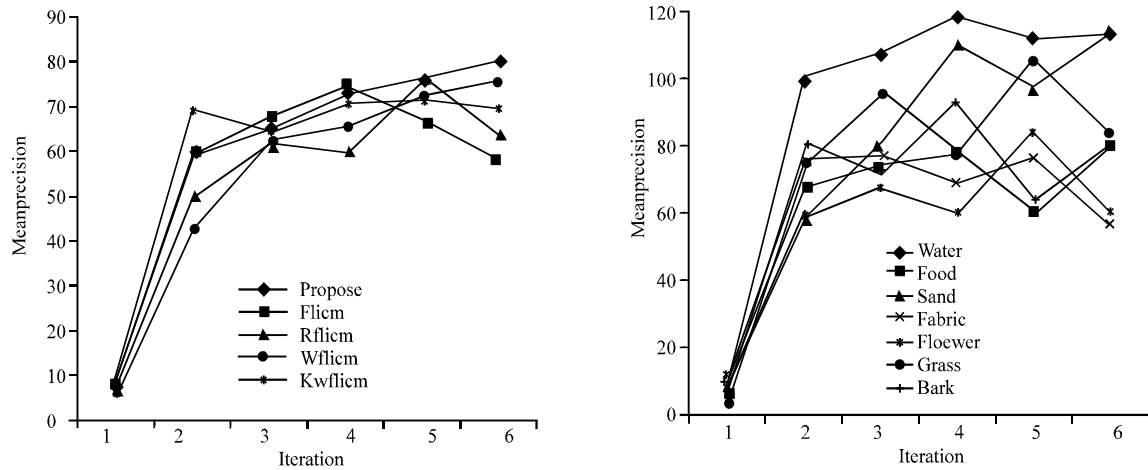 90
80
70
60
50
40
30
20
10
0
Meanprecision
Propose
Flicm
Rflicm
Wflicm
Kwflicm
1 2 3 4 5 6
Iteration
120
100
80
60
40
20
0
Meanprecision
Water
Food
Sand
Fabric
Floewer
Grass
Bark
1 2 3 4 5 6
Iteration